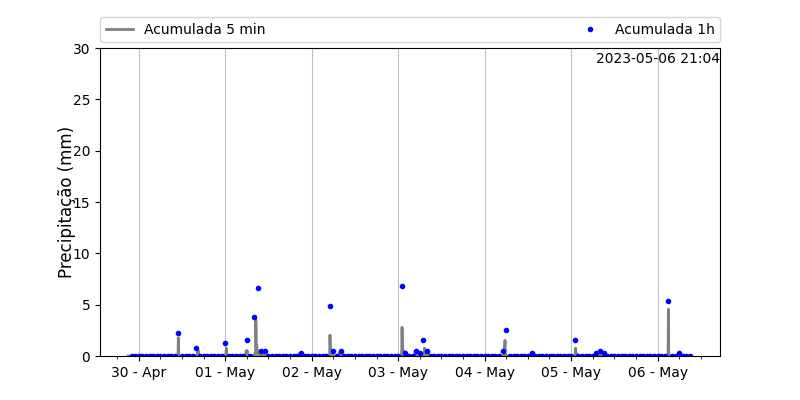 Acumulada 5 min
Acumulada 1h
2023-05-06 21:04
Precipitação (mm)
30
25
20
15
10
5
0
30 - Apr
01 - May
02 - May
03 - May
04 - May
05 - May
06 - May